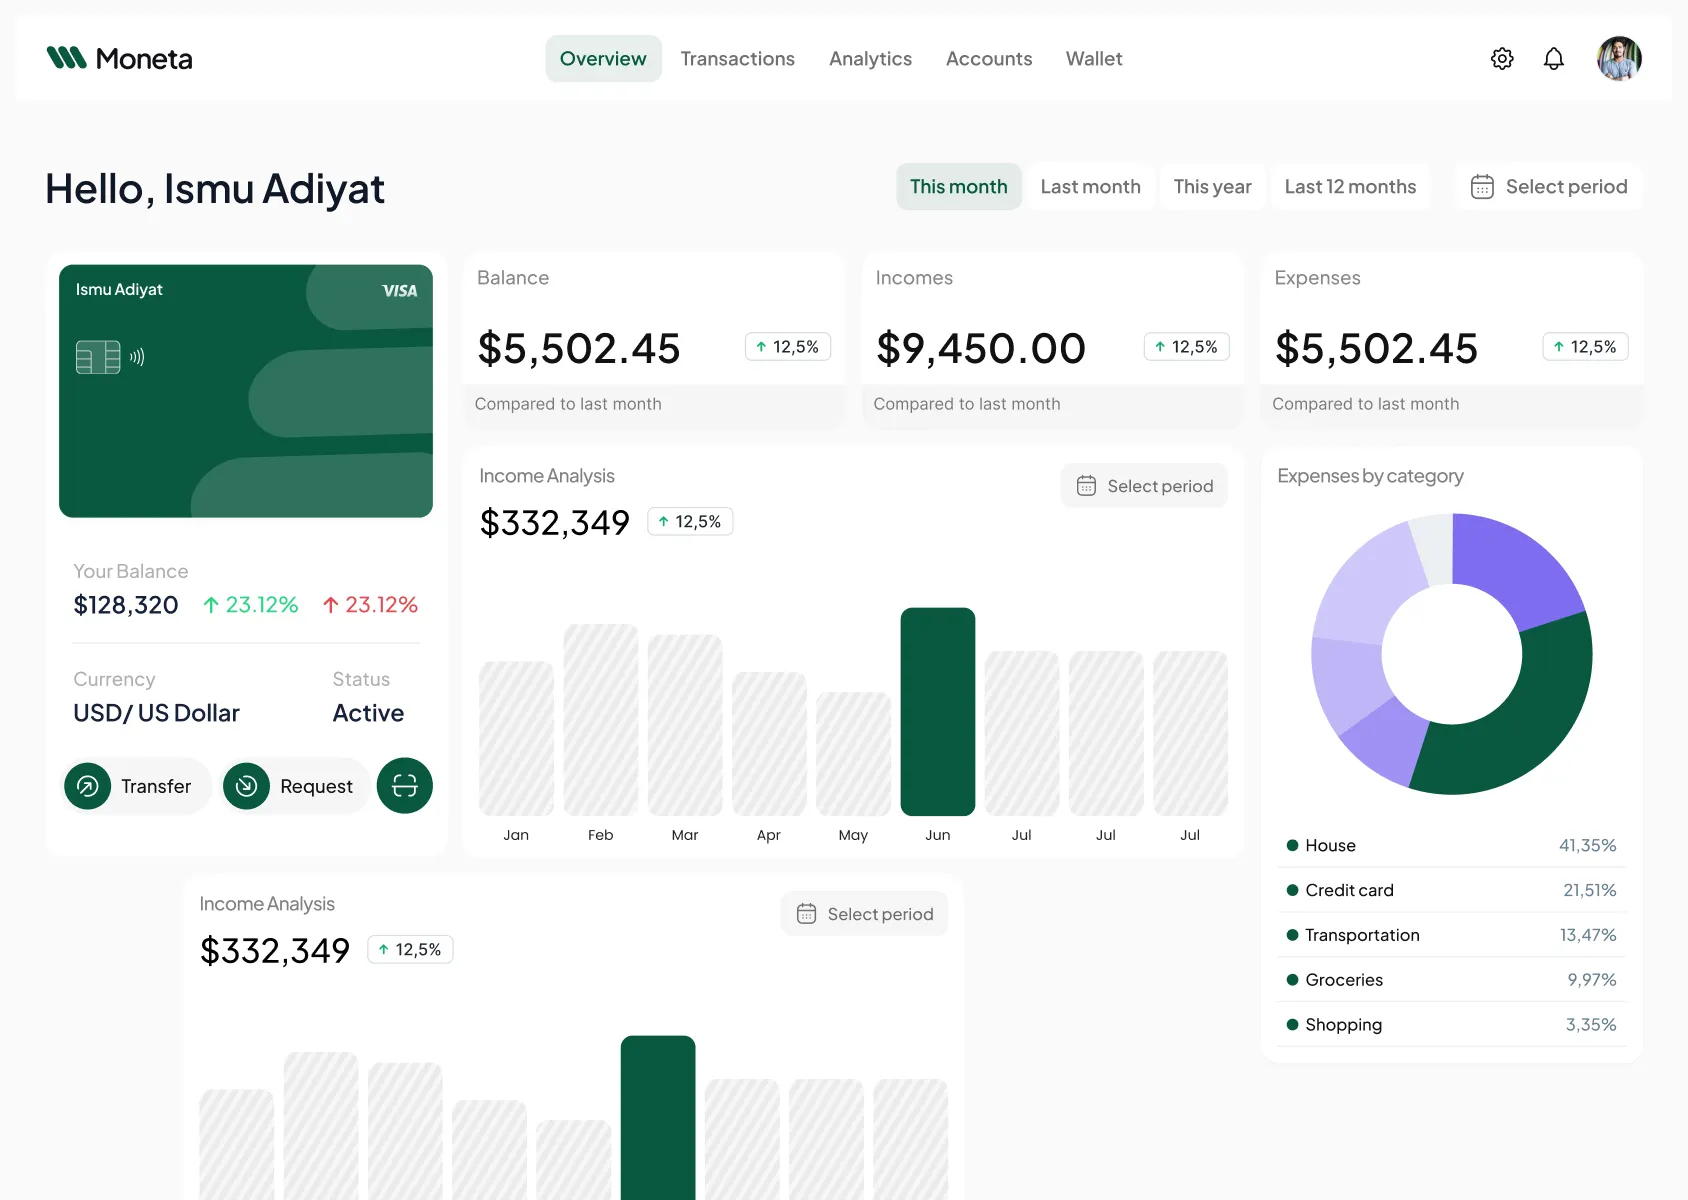 Moneta
Overview
Transactions
Analytics
Accounts
Wallet
Hello, Ismu Adiyat
This month
Last month
This year
Last 12 months
Select period
Ismu Adiyat
VISA
Your Balance
$128,320
23.12%
23.12%
Currency
Status
USD/ US Dollar
Active
Transfer
Request
Balance
$5,502.45
12,5%
Compared to last month
Incomes
$9,450.00
12,5%
Compared to last month
Expenses
$5,502.45
12,5%
Compared to last month
Income Analysis
$332,349
12,5%
Select period
Jan
Feb
Mar
Apr
May
Jun
Jul
Jul
Jul
Expenses by category
House 41,35%
Credit card 21,51%
Transportation 13,47%
Groceries 9,97%
Shopping 3,35%
Income Analysis
$332,349
12,5%
Select period